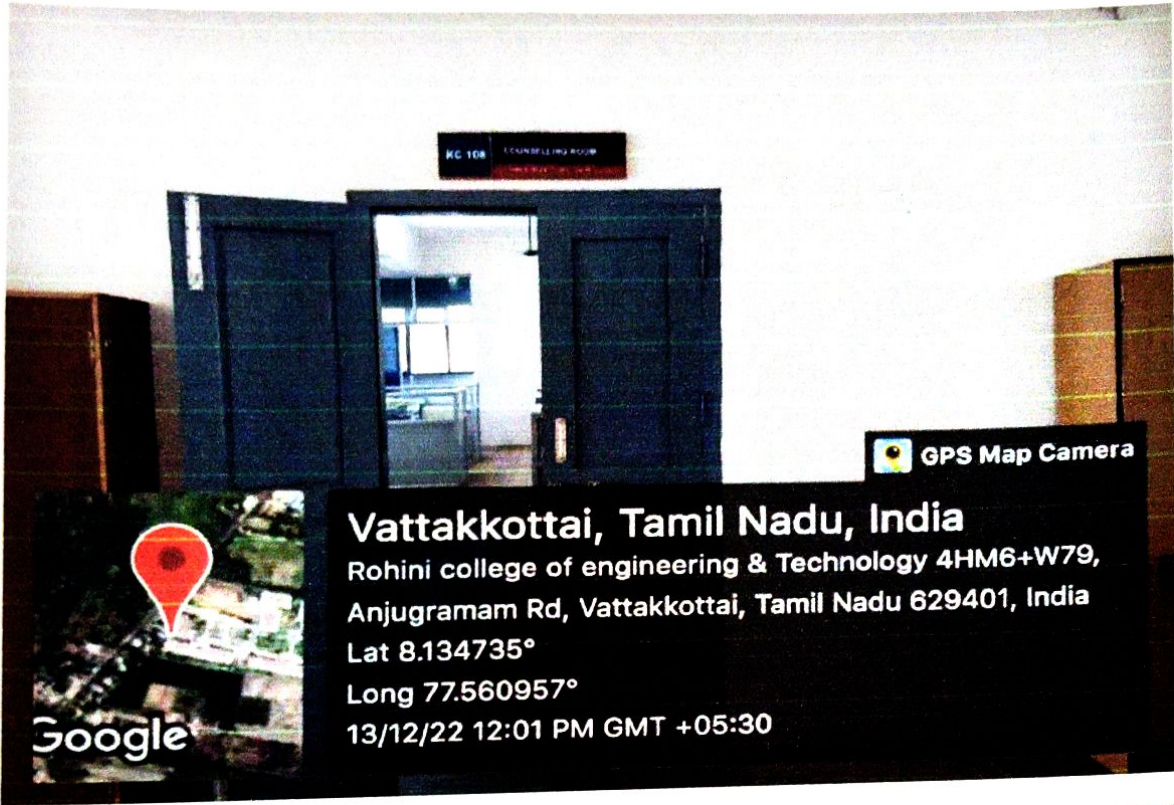 KC 108
COUNSELLING ROOM
GPS Map Camera
Vattakkottai, Tamil Nadu, India
Rohini college of engineering & Technology 4HM6+W79,
Anjugramam Rd, Vattakkottai, Tamil Nadu 629401, India
Lat 8.134735°
Long 77.560957°
13/12/22 12:01 PM GMT +05:30
Google